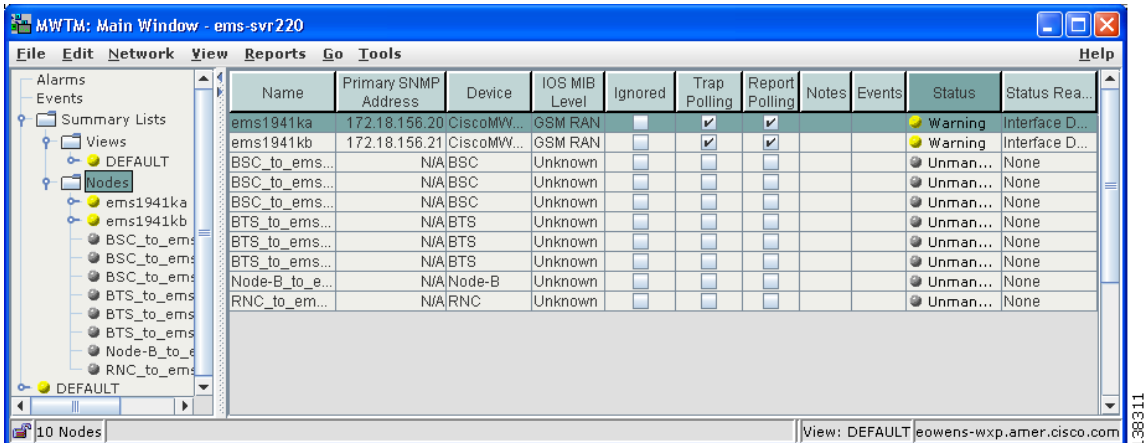 MWTM: Main Window - ems-svr220
File Edit Network View Reports Go Tools Help
Alarms
Events
Summary Lists
Views
DEFAULT
Nodes
ems1941ka
ems1941kb
BSC_to_ems
BSC_to_ems
BSC_to_ems
BTS_to_ems
BTS_to_ems
BTS_to_ems
Node-B_to_e
RNC_to_ems
DEFAULT
Name Primary SNMP Address Device IOS MIB Level Ignored Trap Polling Report Polling Notes Events Status Status Rea...
ems1941ka 172.18.156.20 CiscoMW... GSM RAN Warning Interface D...
ems1941kb 172.18.156.21 CiscoMW... GSM RAN Warning Interface D...
BSC_to_ems... N/A BSC Unknown Unman... None
BSC_to_ems... N/A BSC Unknown Unman... None
BSC_to_ems... N/A BSC Unknown Unman... None
BTS_to_ems... N/A BTS Unknown Unman... None
BTS_to_ems... N/A BTS Unknown Unman... None
BTS_to_ems... N/A BTS Unknown Unman... None
Node-B_to_e... N/A Node-B Unknown Unman... None
RNC_to_em... N/A RNC Unknown Unman... None
10 Nodes View: DEFAULT eowens-wxp.amer.cisco.com